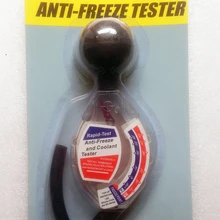 ANTI-FREEZE TESTER
Rapid-Test
Anti-Freeze
and Coolant
Tester